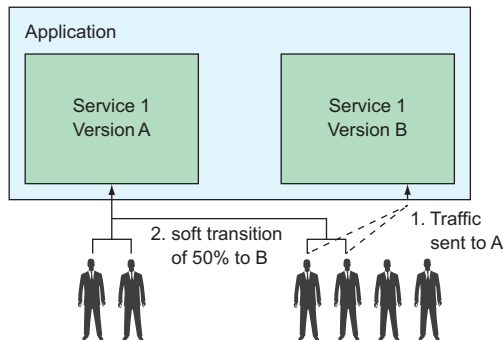 Application
Service 1
Version A
Service 1
Version B
2. soft transition
of 50% to B
1. Traffic
sent to A